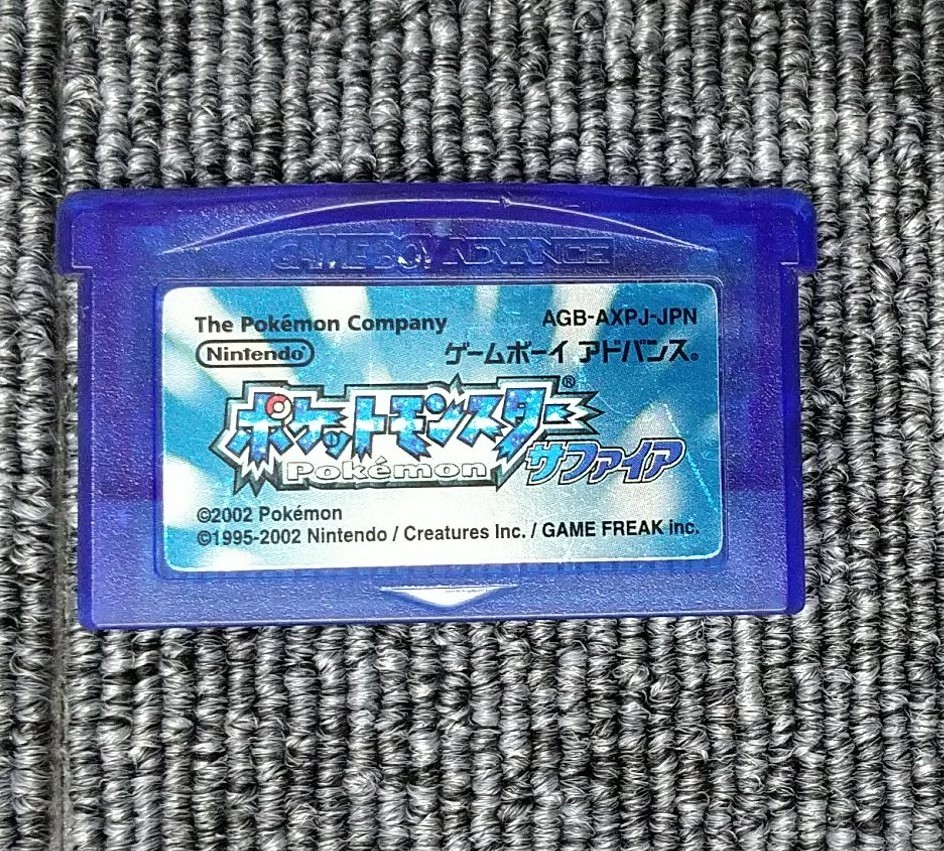 GAME BOY ADVANCE
The Pokémon Company
AGB-AXPJ-JPN
Nintendo®
ゲームボーイ アドバンス®
ポケットモンスター®
Pokémon
サファイア
©2002 Pokémon
©1995-2002 Nintendo / Creatures Inc. / GAME FREAK inc.